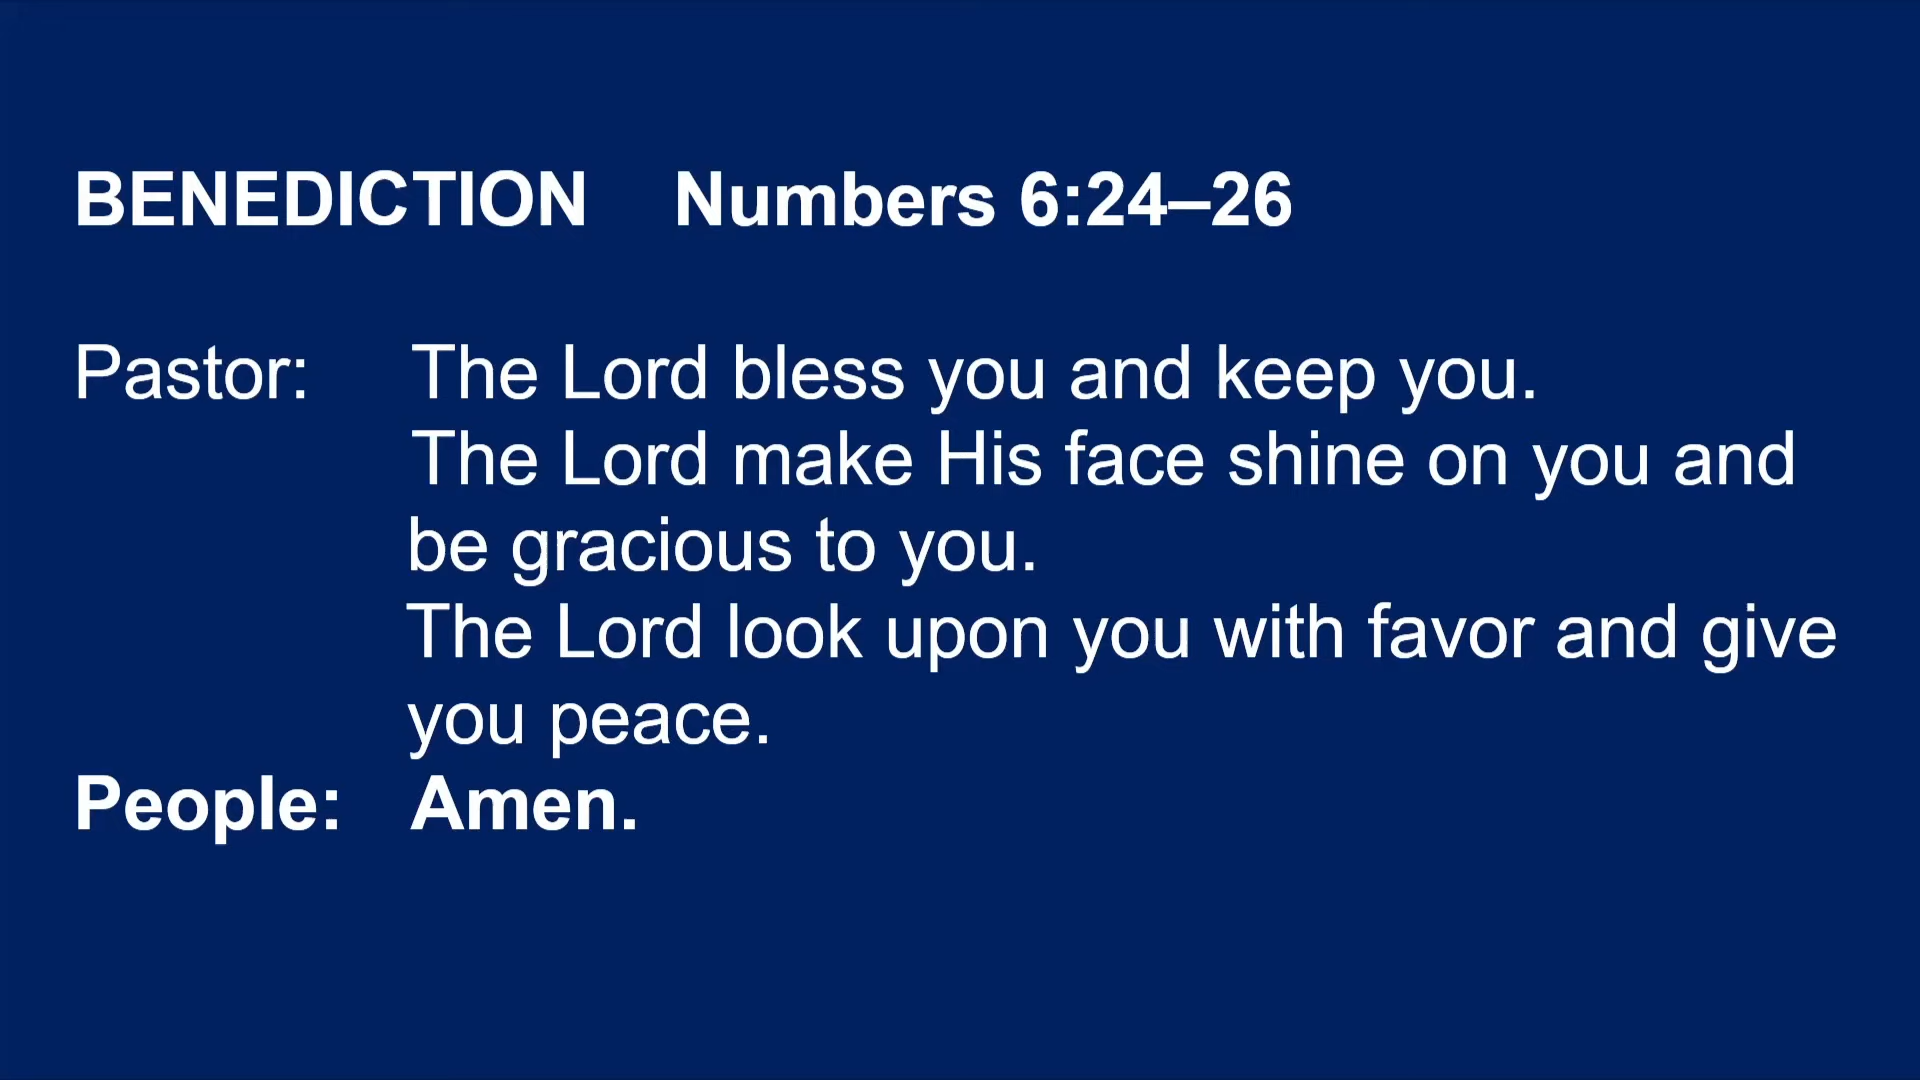 BENEDICTION Numbers 6:24–26
Pastor: The Lord bless you and keep you.
The Lord make His face shine on you and
be gracious to you.
The Lord look upon you with favor and give
you peace.
People: Amen.